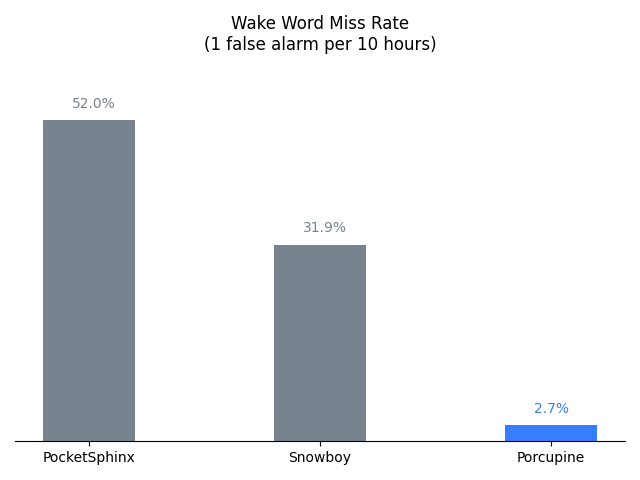 Wake Word Miss Rate
(1 false alarm per 10 hours)
52.0%
31.9%
2.7%
PocketSphinx
Snowboy
Porcupine